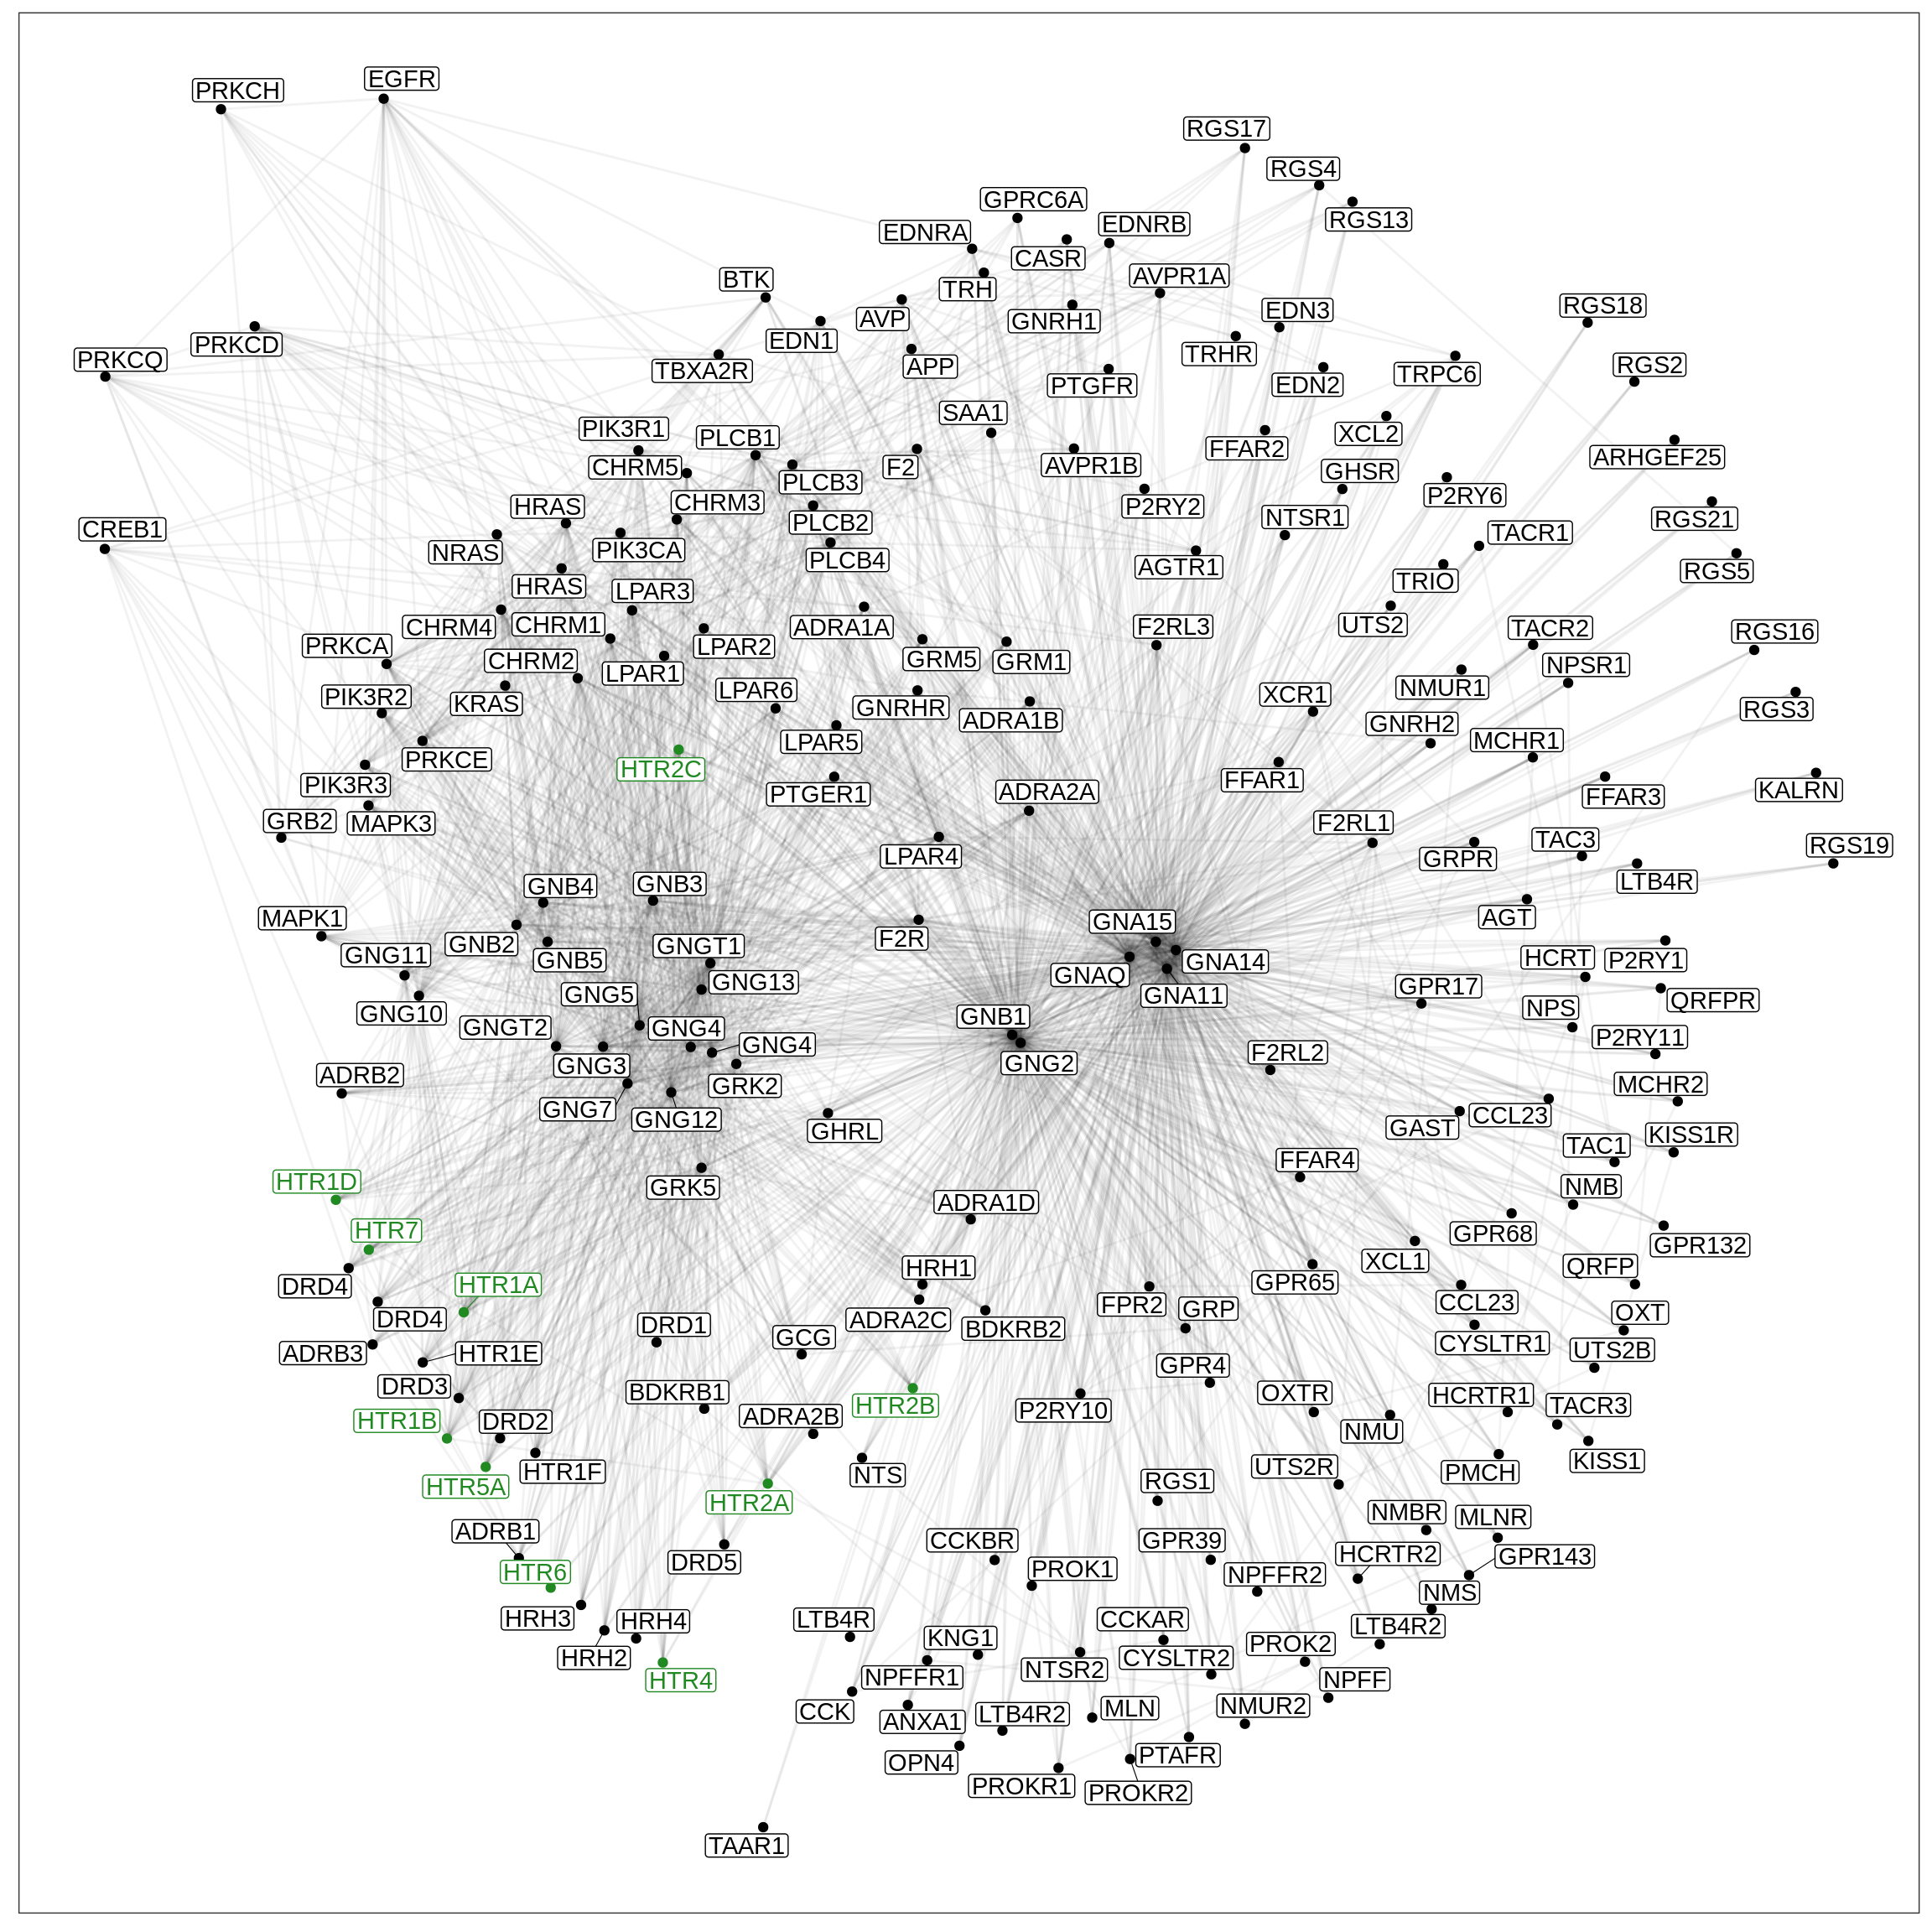 EGFR
PRKCH
RGS17
RGS4
GPRC6A
RGS13
EDNRB
EDNRA
CASR
AVPR1A
BTK
TRH
RGS18
EDN3
AVP
GNRH1
EDN1
PRKCD
TRHR
PRKCQ
RGS2
APP
TBXA2R
TRPC6
PTGFR
EDN2
SAA1
PIK3R1
XCL2
PLCB1
FFAR2
ARHGEF25
CHRM5
F2
AVPR1B
GHSR
PLCB3
P2RY6
CHRM3
HRAS
P2RY2
NTSR1
RGS21
PLCB2
CREB1
TACR1
NRAS
PIK3CA
PLCB4
AGTR1
RGS5
TRIO
HRAS
LPAR3
CHRM4
CHRM1
ADRA1A
F2RL3
UTS2
TACR2
RGS16
PRKCA
LPAR2
CHRM2
GRM5
GRM1
NPSR1
LPAR1
NMUR1
LPAR6
PIK3R2
XCR1
KRAS
GNRHR
RGS3
ADRA1B
GNRH2
LPAR5
MCHR1
PRKCE
HTR2C
FFAR1
PIK3R3
KALRN
PTGER1
ADRA2A
FFAR3
GRB2
MAPK3
F2RL1
TAC3
RGS19
LPAR4
GRPR
LTB4R
GNB4
GNB3
MAPK1
GNA15
AGT
F2R
GNB2
GNGT1
GNG11
GNB5
HCRT
P2RY1
GNA14
GNAQ
GNG13
GPR17
GNG5
GNA11
QRFPR
NPS
GNG10
GNB1
GNGT2
GNG4
P2RY11
GNG4
F2RL2
GNG3
GNG2
ADRB2
GRK2
MCHR2
GNG7
GNG12
CCL23
GAST
GHRL
KISS1R
TAC1
FFAR4
HTR1D
GRK5
NMB
ADRA1D
HTR7
GPR68
GPR132
XCL1
HRH1
QRFP
DRD4
HTR1A
GPR65
CCL23
FPR2
GRP
OXT
DRD4
ADRA2C
DRD1
BDKRB2
GCG
CYSLTR1
ADRB3
HTR1E
UTS2B
GPR4
DRD3
BDKRB1
OXTR
HCRTR1
HTR2B
TACR3
P2RY10
HTR1B
DRD2
ADRA2B
NMU
KISS1
UTS2R
HTR1F
PMCH
NTS
RGS1
HTR5A
HTR2A
NMBR
MLNR
ADRB1
CCKBR
GPR39
HCRTR2
GPR143
DRD5
PROK1
HTR6
NPFFR2
NMS
HRH3
HRH4
LTB4R
CCKAR
LTB4R2
KNG1
PROK2
HRH2
CYSLTR2
NTSR2
NPFFR1
HTR4
NPFF
NMUR2
MLN
CCK
LTB4R2
ANXA1
PTAFR
OPN4
PROKR1
PROKR2
TAAR1